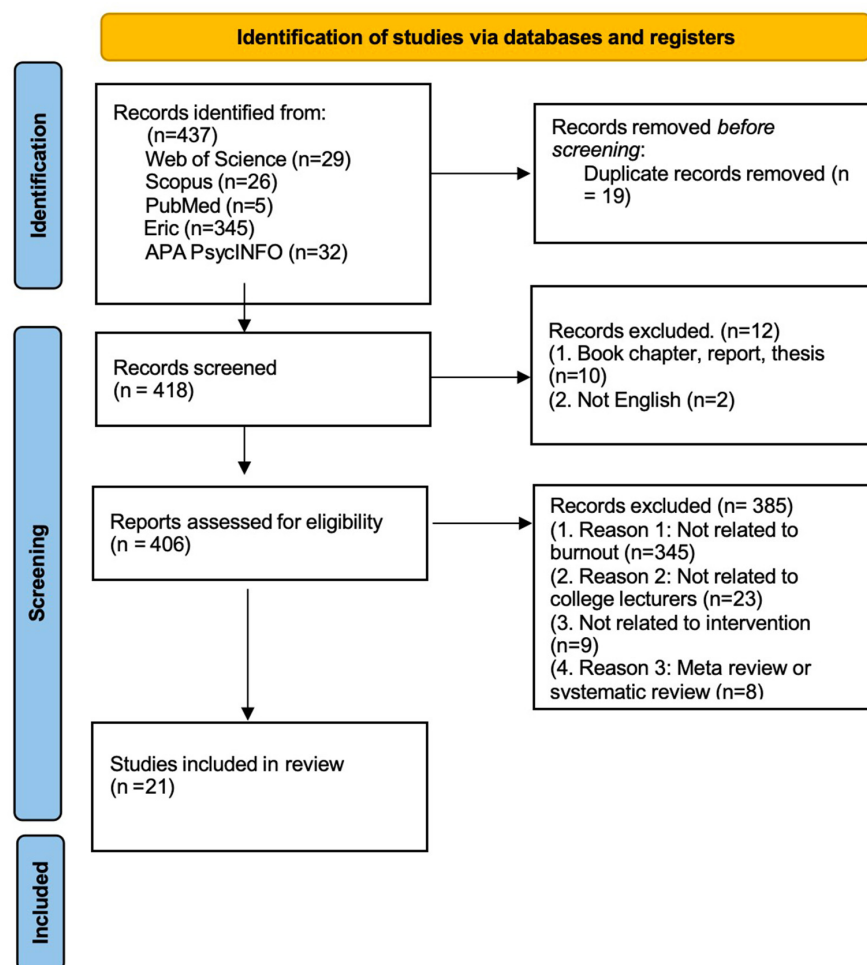 Identification of studies via databases and registers
Identification
Records identified from:
(n=437)
Web of Science (n=29)
Scopus (n=26)
PubMed (n=5)
Eric (n=345)
APA PsycINFO (n=32)
Records removed before
screening:
Duplicate records removed (n
= 19)
Screening
Records screened
(n = 418)
Records excluded. (n=12)
(1. Book chapter, report, thesis
(n=10)
(2. Not English (n=2)
Reports assessed for eligibility
(n = 406)
Records excluded (n= 385)
(1. Reason 1: Not related to
burnout (n=345)
(2. Reason 2: Not related to
college lecturers (n=23)
(3. Not related to intervention
(n=9)
(4. Reason 3: Meta review or
systematic review (n=8)
Studies included in review
(n =21)
Included